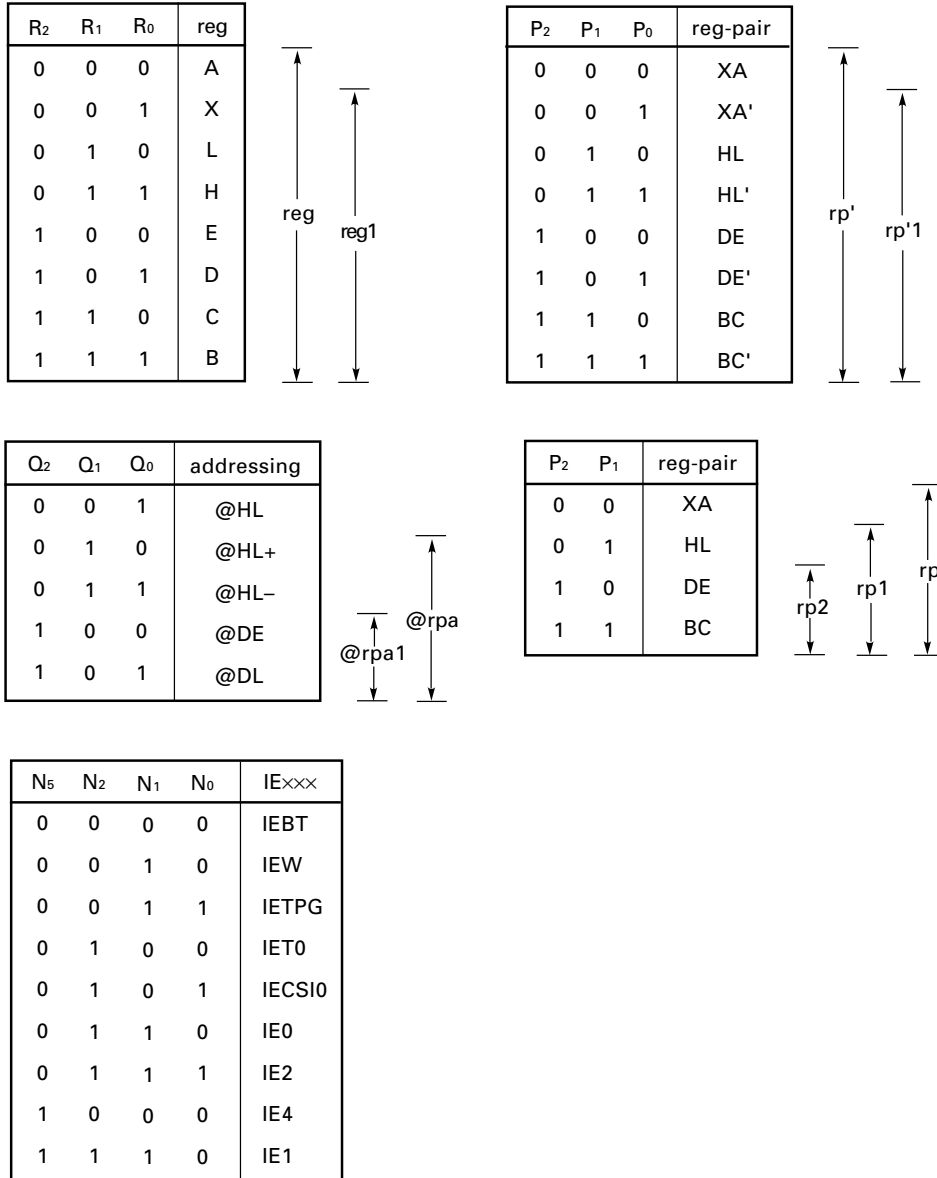 R2 R1 R0 reg
0 0 0 A
0 0 1 X
0 1 0 L
0 1 1 H
1 0 0 E
1 0 1 D
1 1 0 C
1 1 1 B
reg
reg1
P2 P1 P0 reg-pair
0 0 0 XA
0 0 1 XA'
0 1 0 HL
0 1 1 HL'
1 0 0 DE
1 0 1 DE'
1 1 0 BC
1 1 1 BC'
rp'
rp'1
Q2 Q1 Q0 addressing
0 0 1 @HL
0 1 0 @HL+
0 1 1 @HL–
1 0 0 @DE
1 0 1 @DL
@rpa1
@rpa
P2 P1 reg-pair
0 0 XA
0 1 HL
1 0 DE
1 1 BC
rp2
rp1
rp
N5 N2 N1 N0 IE×××
0 0 0 0 IEBT
0 0 1 0 IEW
0 0 1 1 IETPG
0 1 0 0 IET0
0 1 0 1 IECSI0
0 1 1 0 IE0
0 1 1 1 IE2
1 0 0 0 IE4
1 1 1 0 IE1